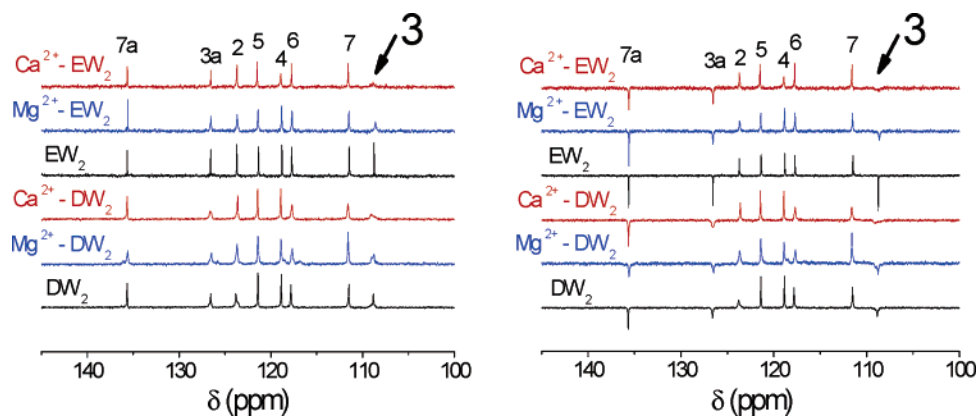 7a 3a 2 5 4 6 7 3
Ca²⁺- EW₂
Mg²⁺- EW₂
EW₂
Ca²⁺- DW₂
Mg²⁺- DW₂
DW₂
140 130 120 110 100
δ (ppm)
7a 3a 2 5 4 6 7 3
Ca²⁺- EW₂
Mg²⁺- EW₂
EW₂
Ca²⁺- DW₂
Mg²⁺- DW₂
DW₂
140 130 120 110 100
δ (ppm)